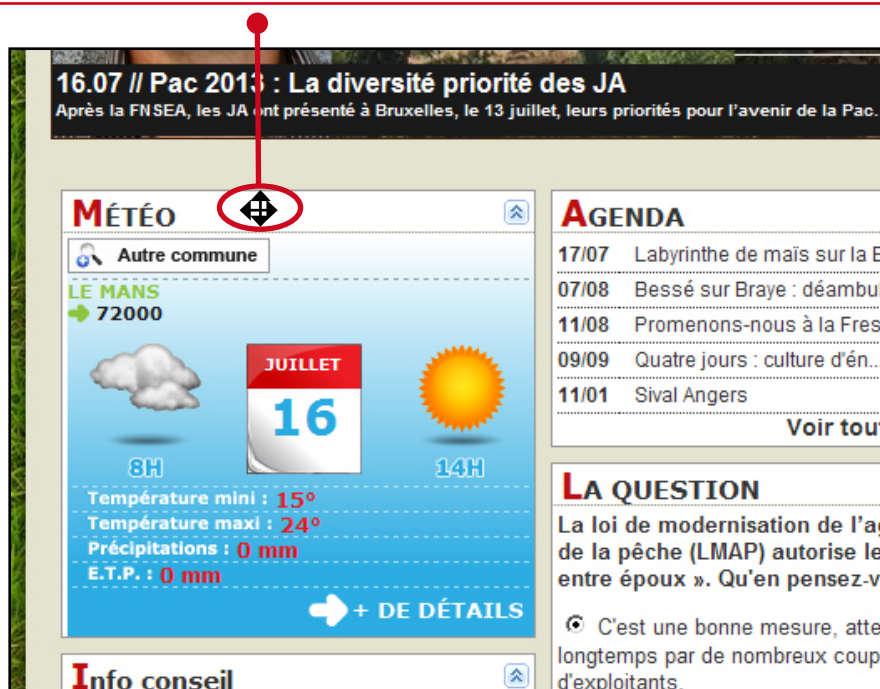 16.07 // Pac 2013 : La diversité priorité des JA
Après la FNSEA, les JA ont présenté à Bruxelles, le 13 juillet, leurs priorités pour l'avenir de la Pac.
MÉTÉO
Autre commune
LE MANS
72000
JUILLET
16
8H
14H
Température mini : 15°
Température maxi : 24°
Précipitations : 0 mm
E.T.P. : 0 mm
+ DE DÉTAILS
Info conseil
AGENDA
17/07 Labyrinthe de maïs sur la
07/08 Bessé sur Braye : déambul
11/08 Promenons-nous à la Fres
09/09 Quatre jours : culture d'én...
11/01 Sival Angers
Voir tou
LA QUESTION
La loi de modernisation de l'a
de la pêche (LMAP) autorise le
entre époux ». Qu'en pensez-v
C'est une bonne mesure, atte
longtemps par de nombreux coup
d'exploitants.